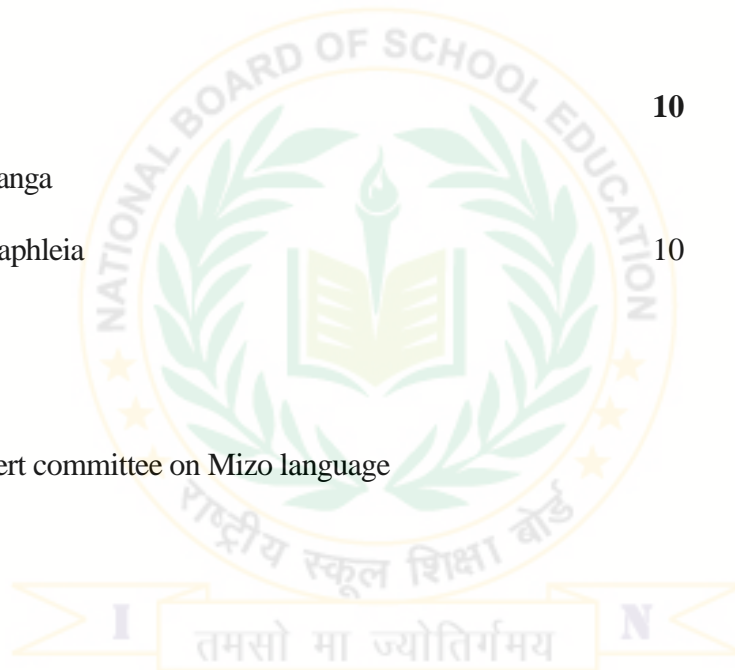 NATIONAL BOARD OF SCHOOL EDUCATION
10
anga
aphleia 10
ert committee on Mizo language
राष्ट्रीय स्कूल शिक्षा बोर्ड
I N
तमसो मा ज्योतिर्गमय